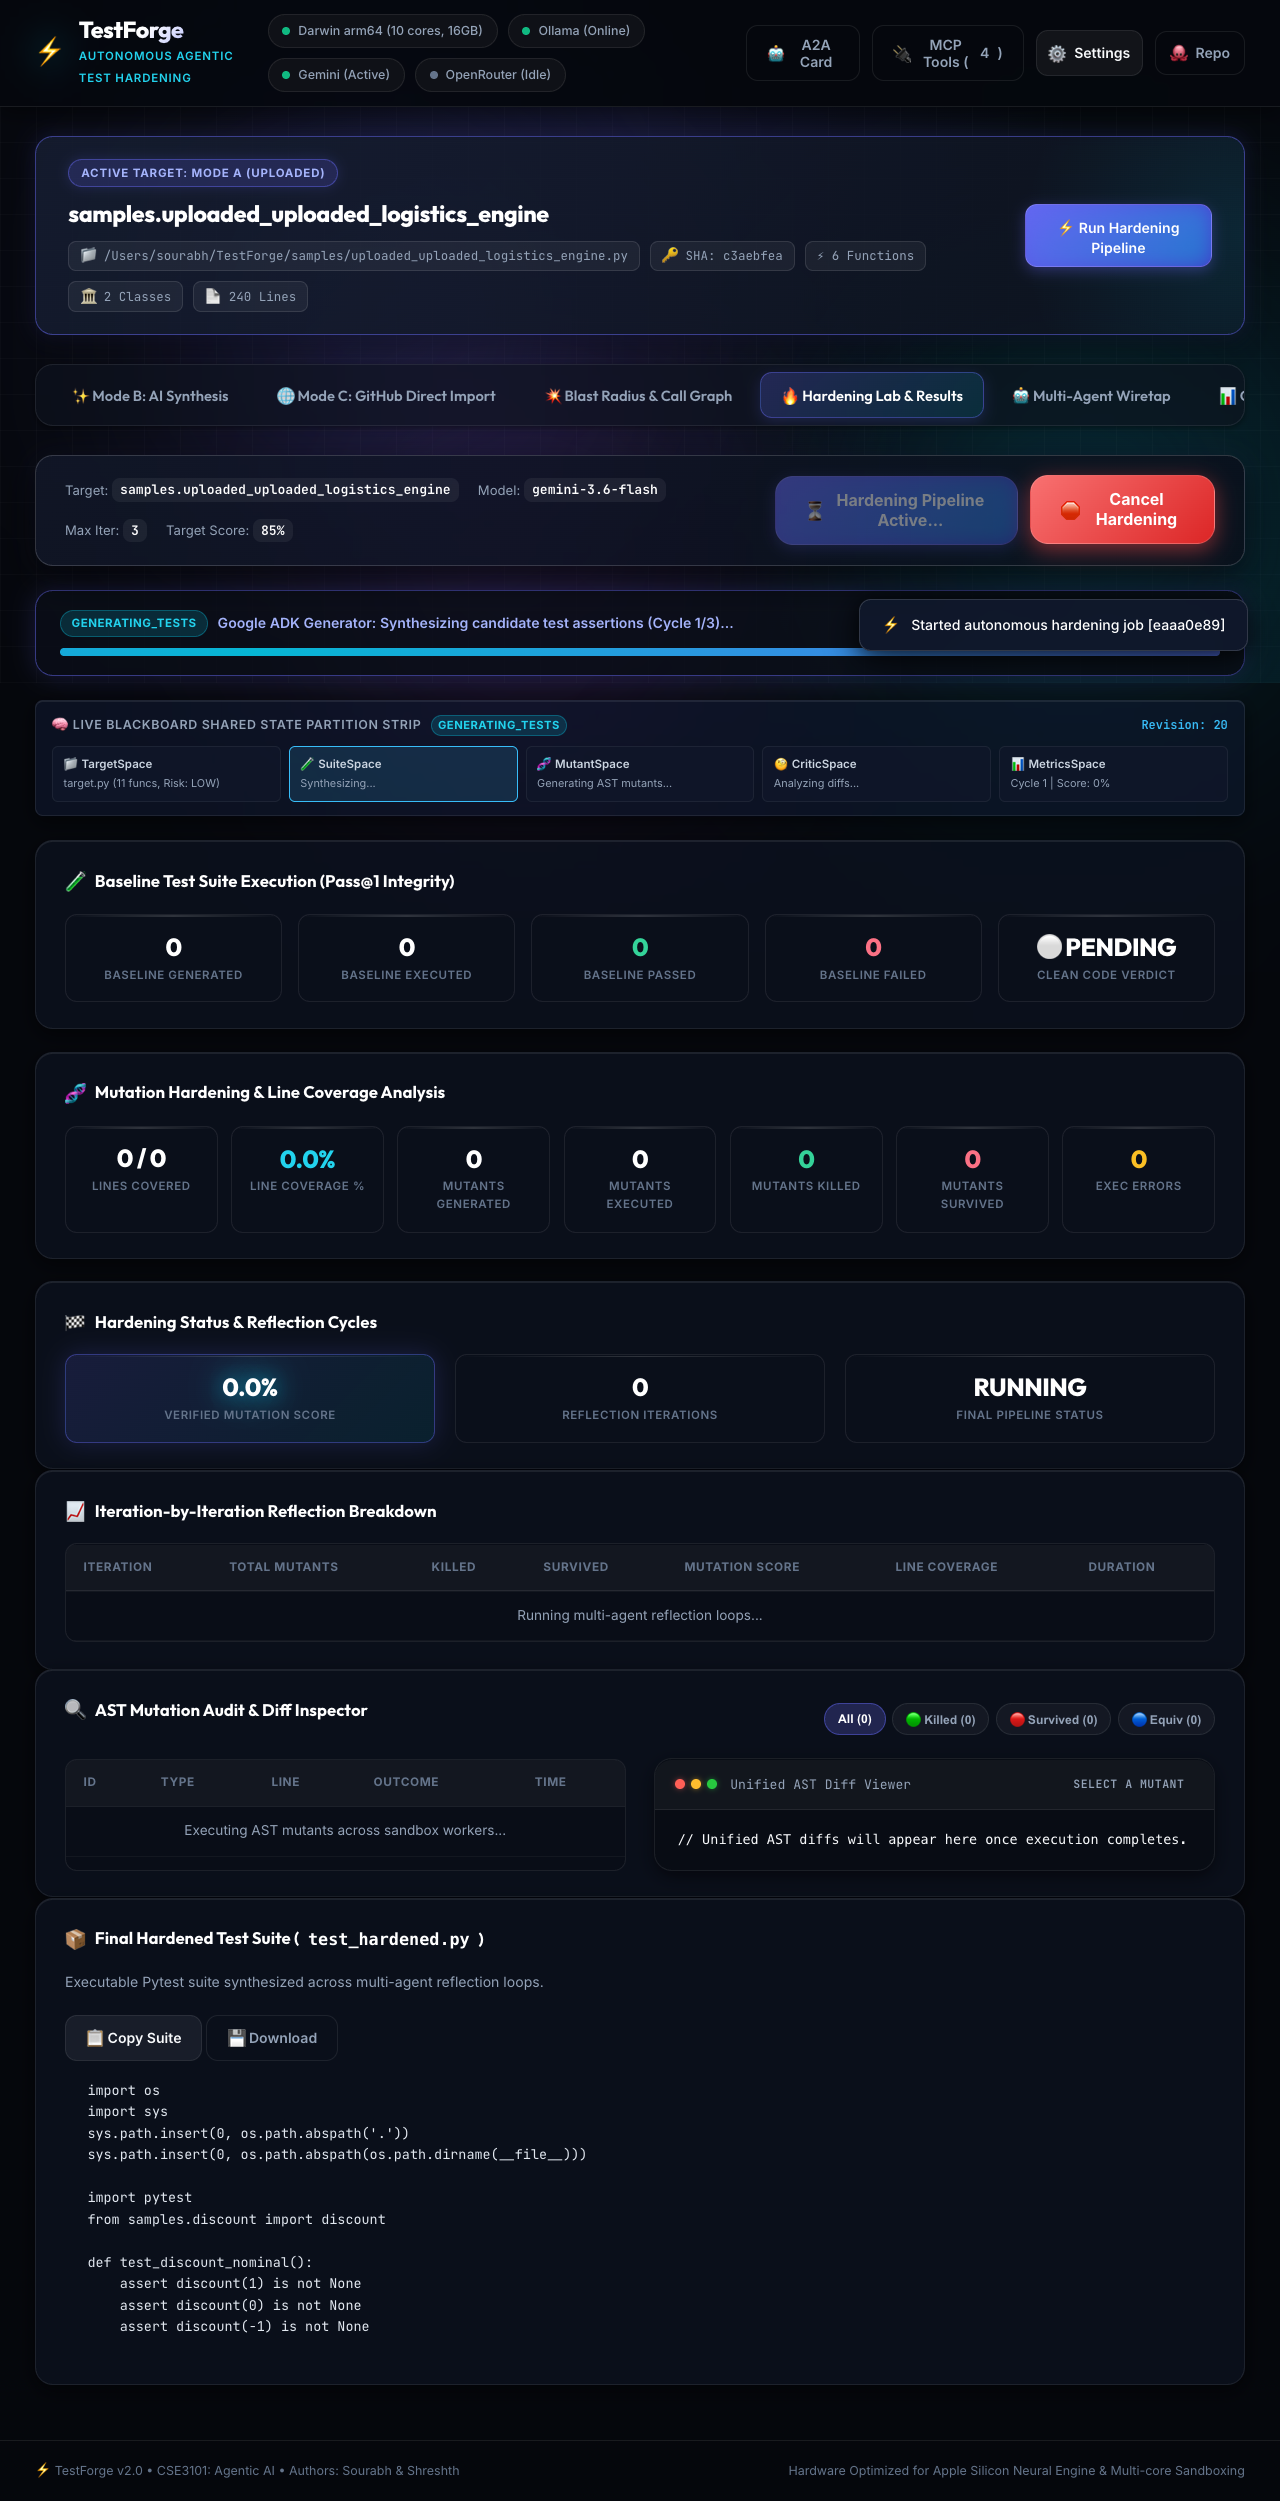 TestForge
AUTONOMOUS AGENTIC
TEST HARDENING
Darwin arm64 (10 cores, 16GB)
Ollama (Online)
Gemini (Active)
OpenRouter (Idle)
A2A
Card
MCP
Tools ( 4 )
Settings
Repo
ACTIVE TARGET: MODE A (UPLOADED)
samples.uploaded_uploaded_logistics_engine
/Users/sourabh/TestForge/samples/uploaded_uploaded_logistics_engine.py
SHA: c3aebfea
⚡ 6 Functions
2 Classes
240 Lines
⚡ Run Hardening
Pipeline
Mode B: AI Synthesis
Mode C: GitHub Direct Import
Blast Radius & Call Graph
Hardening Lab & Results
Multi-Agent Wiretap
Target: samples.uploaded_uploaded_logistics_engine
Model: gemini-3.6-flash
Max Iter: 3
Target Score: 85%
Hardening Pipeline
Active...
Cancel
Hardening
GENERATING_TESTS
Google ADK Generator: Synthesizing candidate test assertions (Cycle 1/3)...
⚡ Started autonomous hardening job [eaaa0e89]
LIVE BLACKBOARD SHARED STATE PARTITION STRIP
GENERATING_TESTS
Revision: 20
TargetSpace
target.py (11 funcs, Risk: LOW)
SuiteSpace
Synthesizing...
MutantSpace
Generating AST mutants...
CriticSpace
Analyzing diffs...
MetricsSpace
Cycle 1 | Score: 0%
Baseline Test Suite Execution (Pass@1 Integrity)
0
BASELINE GENERATED
0
BASELINE EXECUTED
0
BASELINE PASSED
0
BASELINE FAILED
PENDING
CLEAN CODE VERDICT
Mutation Hardening & Line Coverage Analysis
0 / 0
LINES COVERED
0.0%
LINE COVERAGE %
0
MUTANTS
GENERATED
0
MUTANTS
EXECUTED
0
MUTANTS KILLED
0
MUTANTS
SURVIVED
0
EXEC ERRORS
Hardening Status & Reflection Cycles
0.0%
VERIFIED MUTATION SCORE
0
REFLECTION ITERATIONS
RUNNING
FINAL PIPELINE STATUS
Iteration-by-Iteration Reflection Breakdown
ITERATION TOTAL MUTANTS KILLED SURVIVED MUTATION SCORE LINE COVERAGE DURATION
Running multi-agent reflection loops...
AST Mutation Audit & Diff Inspector
All (0)
Killed (0)
Survived (0)
Equiv (0)
ID TYPE LINE OUTCOME TIME
Executing AST mutants across sandbox workers...
Unified AST Diff Viewer
SELECT A MUTANT
// Unified AST diffs will appear here once execution completes.
Final Hardened Test Suite ( test_hardened.py )
Executable Pytest suite synthesized across multi-agent reflection loops.
Copy Suite
Download
import os
import sys
sys.path.insert(0, os.path.abspath('.'))
sys.path.insert(0, os.path.abspath(os.path.dirname(__file__)))
import pytest
from samples.discount import discount
def test_discount_nominal():
    assert discount(1) is not None
    assert discount(0) is not None
    assert discount(-1) is not None
⚡ TestForge v2.0 • CSE3101: Agentic AI • Authors: Sourabh & Shreshth
Hardware Optimized for Apple Silicon Neural Engine & Multi-core Sandboxing